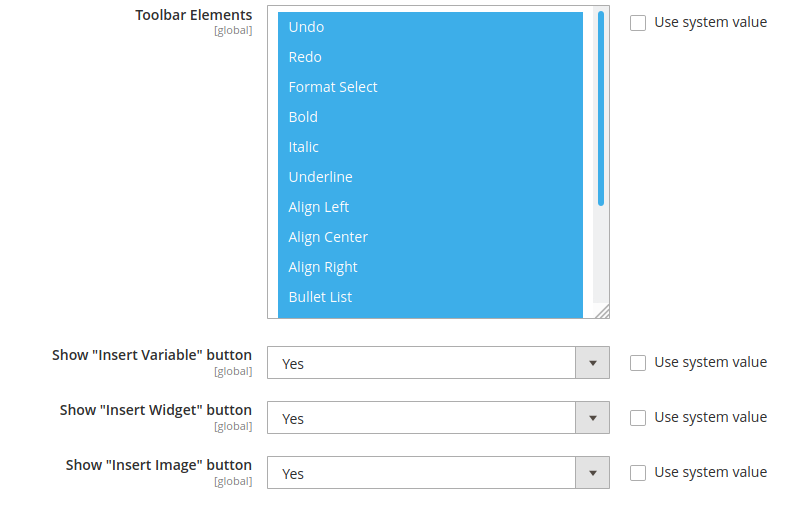 Toolbar Elements
[global]
Undo
Redo
Format Select
Bold
Italic
Underline
Align Left
Align Center
Align Right
Bullet List
Use system value
Show "Insert Variable" button
[global]
Yes
Use system value
Show "Insert Widget" button
[global]
Yes
Use system value
Show "Insert Image" button
[global]
Yes
Use system value